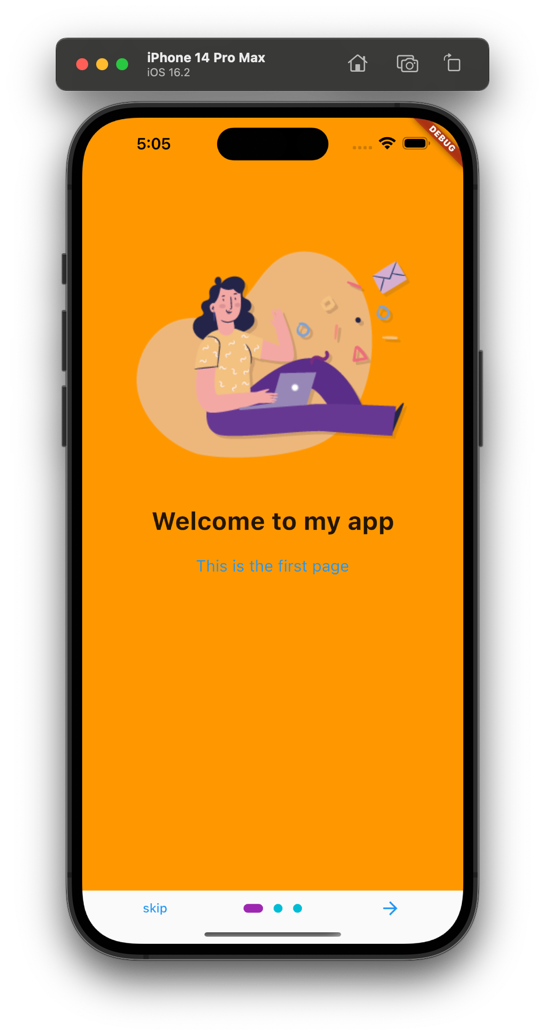 iPhone 14 Pro Max
iOS 16.2
5:05
DEBUG
Welcome to my app
This is the first page
skip